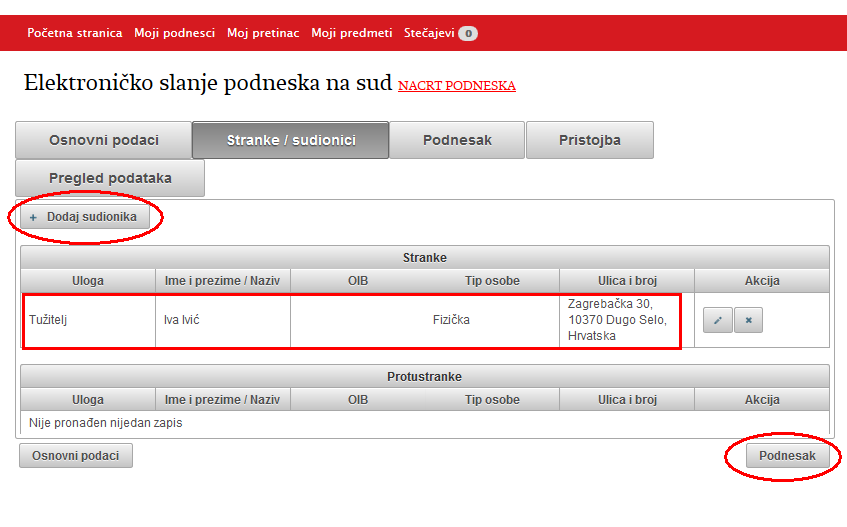 Početna stranica Moji podnesci Moj pretinac Moji predmeti Stečajevi 0
Elektroničko slanje podneska na sud NACRT PODNESKA
Osnovni podaci Stranke / sudionici Podnesak Pristojba
Pregled podataka
+ Dodaj sudionika
Stranke
Uloga Ime i prezime / Naziv OIB Tip osobe Ulica i broj Akcija
Tužitelj Iva Ivić Fizička Zagrebačka 30,
10370 Dugo Selo,
Hrvatska
Protustranke
Uloga Ime i prezime / Naziv OIB Tip osobe Ulica i broj Akcija
Nije pronađen nijedan zapis
Osnovni podaci Podnesak